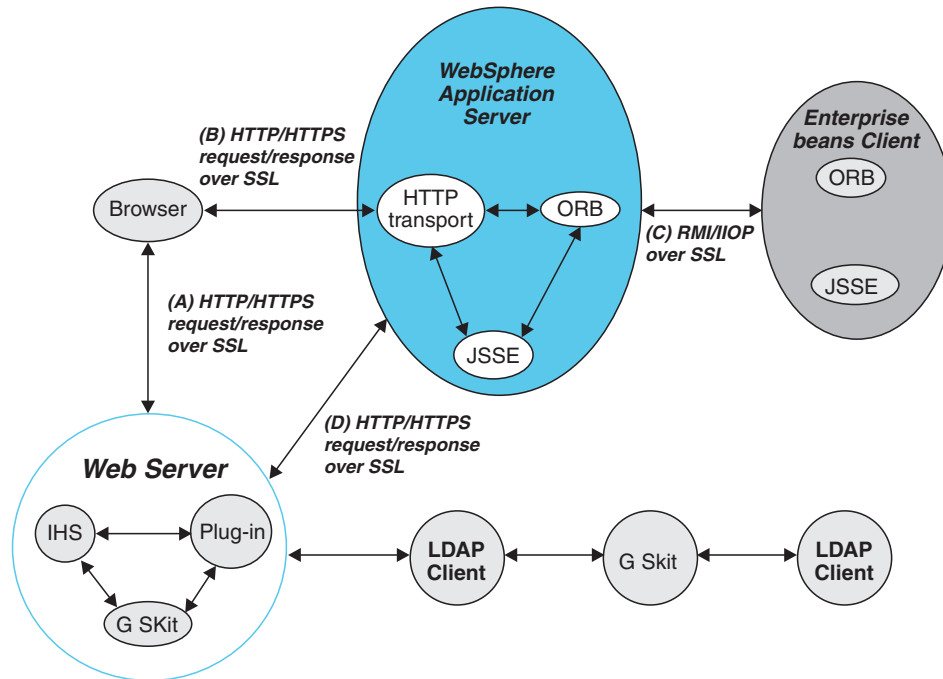 WebSphere
Application
Server
Enterprise
beans Client
(B) HTTP/HTTPS
request/response
over SSL
ORB
Browser
HTTP
transport
ORB
(C) RMI/IIOP
over SSL
JSSE
(A) HTTP/HTTPS
request/response
over SSL
JSSE
(D) HTTP/HTTPS
request/response
over SSL
Web Server
IHS
Plug-in
G SKit
LDAP
Client
G Skit
LDAP
Client